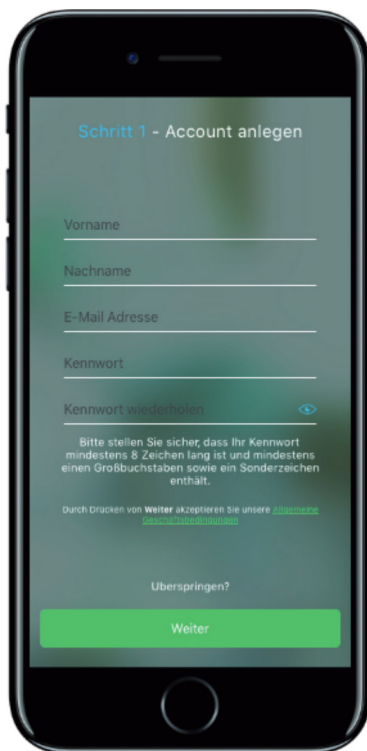 Schritt 1 - Account anlegen
Vorname
Nachname
E-Mail Adresse
Kennwort
Kennwort wiederholen
Bitte stellen Sie sicher, dass Ihr Kennwort
mindestens 8 Zeichen lang ist und mindestens
einen Großbuchstaben sowie ein Sonderzeichen
enthält.
Durch Drücken von Weiter akzeptieren Sie unsere Allgemeine
Geschäftsbedingungen
Uberspringen?
Weiter